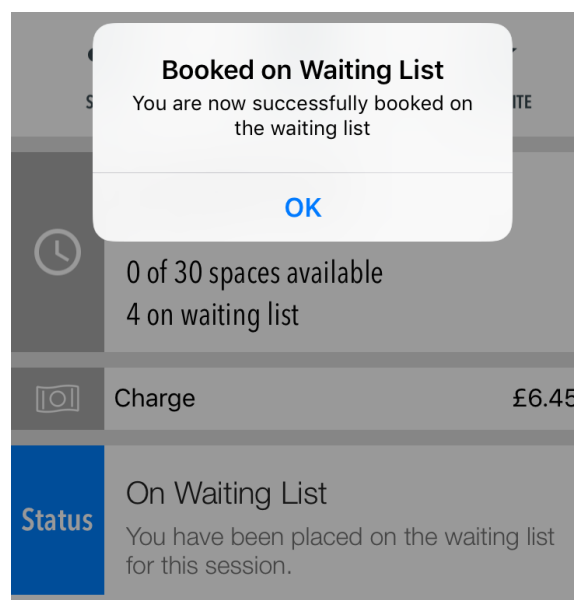 Booked on Waiting List
You are now successfully booked on
the waiting list
OK
0 of 30 spaces available
4 on waiting list
Charge £6.45
Status
On Waiting List
You have been placed on the waiting list
for this session.